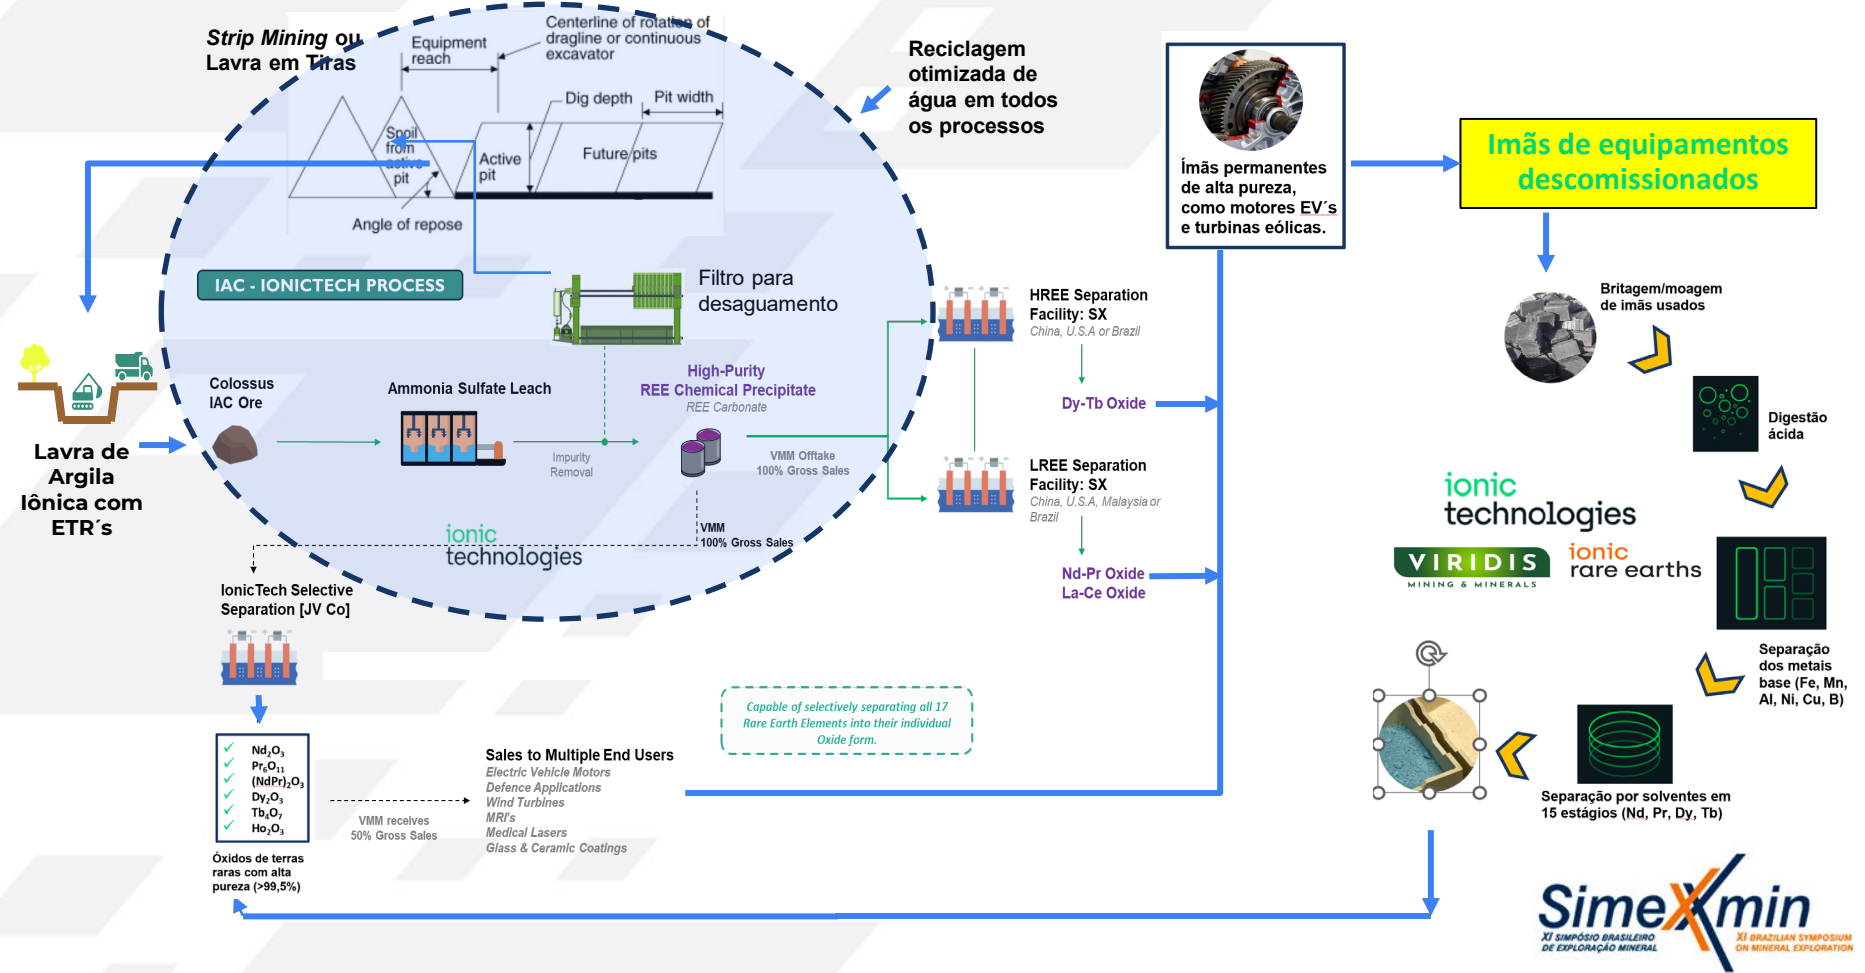 Strip Mining ou
Lavra em Tiras
Equipment
reach
Centerline of rotation of
dragline or continuous
excavator
Dig depth
Pit width
Spoil
from
active
pit
Active
pit
Future pits
Angle of repose
Reciclagem
otimizada de
água em todos
os processos
Ímãs permanentes
de alta pureza,
como motores EV´s
e turbinas eólicas.
Imãs de equipamentos
descomissionados
IAC - IONICTECH PROCESS
Filtro para
desaguamento
HREE Separation
Facility: SX
China, U.S.A or Brazil
Britagem/moagem
de imãs usados
Colossus
IAC Ore
Ammonia Sulfate Leach
High-Purity
REE Chemical Precipitate
REE Carbonate
Dy-Tb Oxide
Digestão
ácida
Lavra de
Argila
Iônica com
ETR´s
Impurity
Removal
VMM Offtake
100% Gross Sales
LREE Separation
Facility: SX
China, U.S.A, Malaysia or
Brazil
ionic
technologies
VMM
100% Gross Sales
ionic
technologies
VIRIDIS
MINING & MINERALS
ionic
rare earths
Nd-Pr Oxide
La-Ce Oxide
IonicTech Selective
Separation [JV Co]
Separação
dos metais
base (Fe, Mn,
Al, Ni, Cu, B)
Capable of selectively separating all 17
Rare Earth Elements into their individual
Oxide form.
✓ Nd₂O₃
✓ Pr₆O₁₁
✓ (NdPr)₂O₃
✓ Dy₂O₃
✓ Tb₄O₇
✓ Ho₂O₃
VMM receives
50% Gross Sales
Sales to Multiple End Users
Electric Vehicle Motors
Defence Applications
Wind Turbines
MRI's
Medical Lasers
Glass & Ceramic Coatings
Separação por solventes em
15 estágios (Nd, Pr, Dy, Tb)
Óxidos de terras
raras com alta
pureza (>99,5%)
SimeXXmin
XI SIMPÓSIO BRASILEIRO
DE EXPLORAÇÃO MINERAL
XI BRAZILIAN SYMPOSIUM
ON MINERAL EXPLORATION